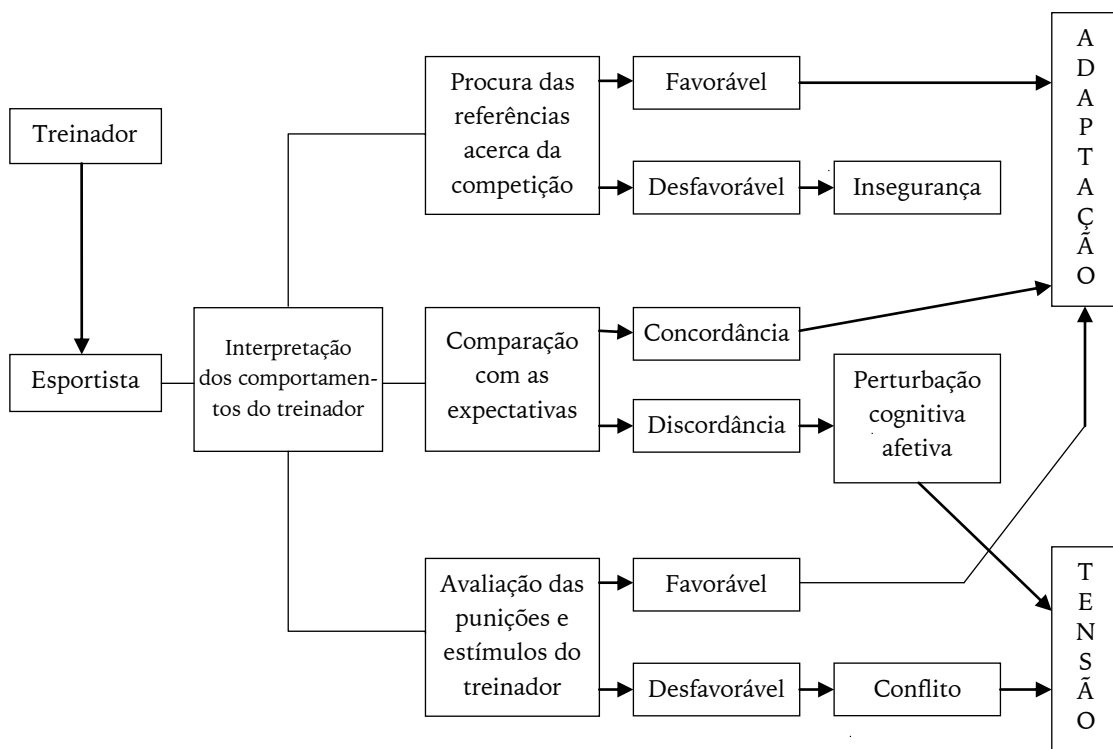 Treinador
Esportista
Interpretação
dos comportamen-
tos do treinador
Procura das
referências
acerca da
competição
Favorável
Desfavorável
Insegurança
Comparação
com as
expectativas
Concordância
Discordância
Perturbação
cognitiva
afetiva
Avaliação das
punições e
estímulos do
treinador
Favorável
Desfavorável
Conflito
A
D
A
P
T
A
Ç
Ã
O
T
E
N
S
Ã
O